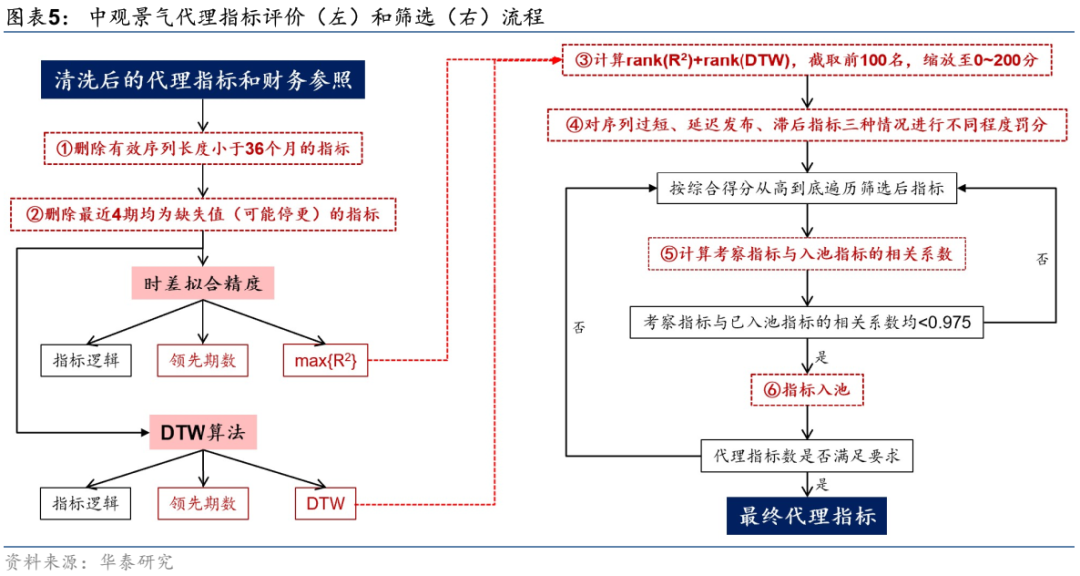 图表5： 中观景气代理指标评价（左）和筛选（右）流程
清洗后的代理指标和财务参照
①删除有效序列长度小于36个月的指标
②删除最近4期均为缺失值（可能停更）的指标
时差拟合精度
指标逻辑
领先期数
max{R²}
DTW算法
指标逻辑
领先期数
DTW
③计算rank(R²)+rank(DTW)，截取前100名，缩放至0~200分
④对序列过短、延迟发布、滞后指标三种情况进行不同程度罚分
按综合得分从高到底遍历筛选后指标
⑤计算考察指标与入池指标的相关系数
否
否
考察指标与已入池指标的相关系数均<0.975
是
⑥指标入池
代理指标数是否满足要求
是
最终代理指标
资料来源：华泰研究